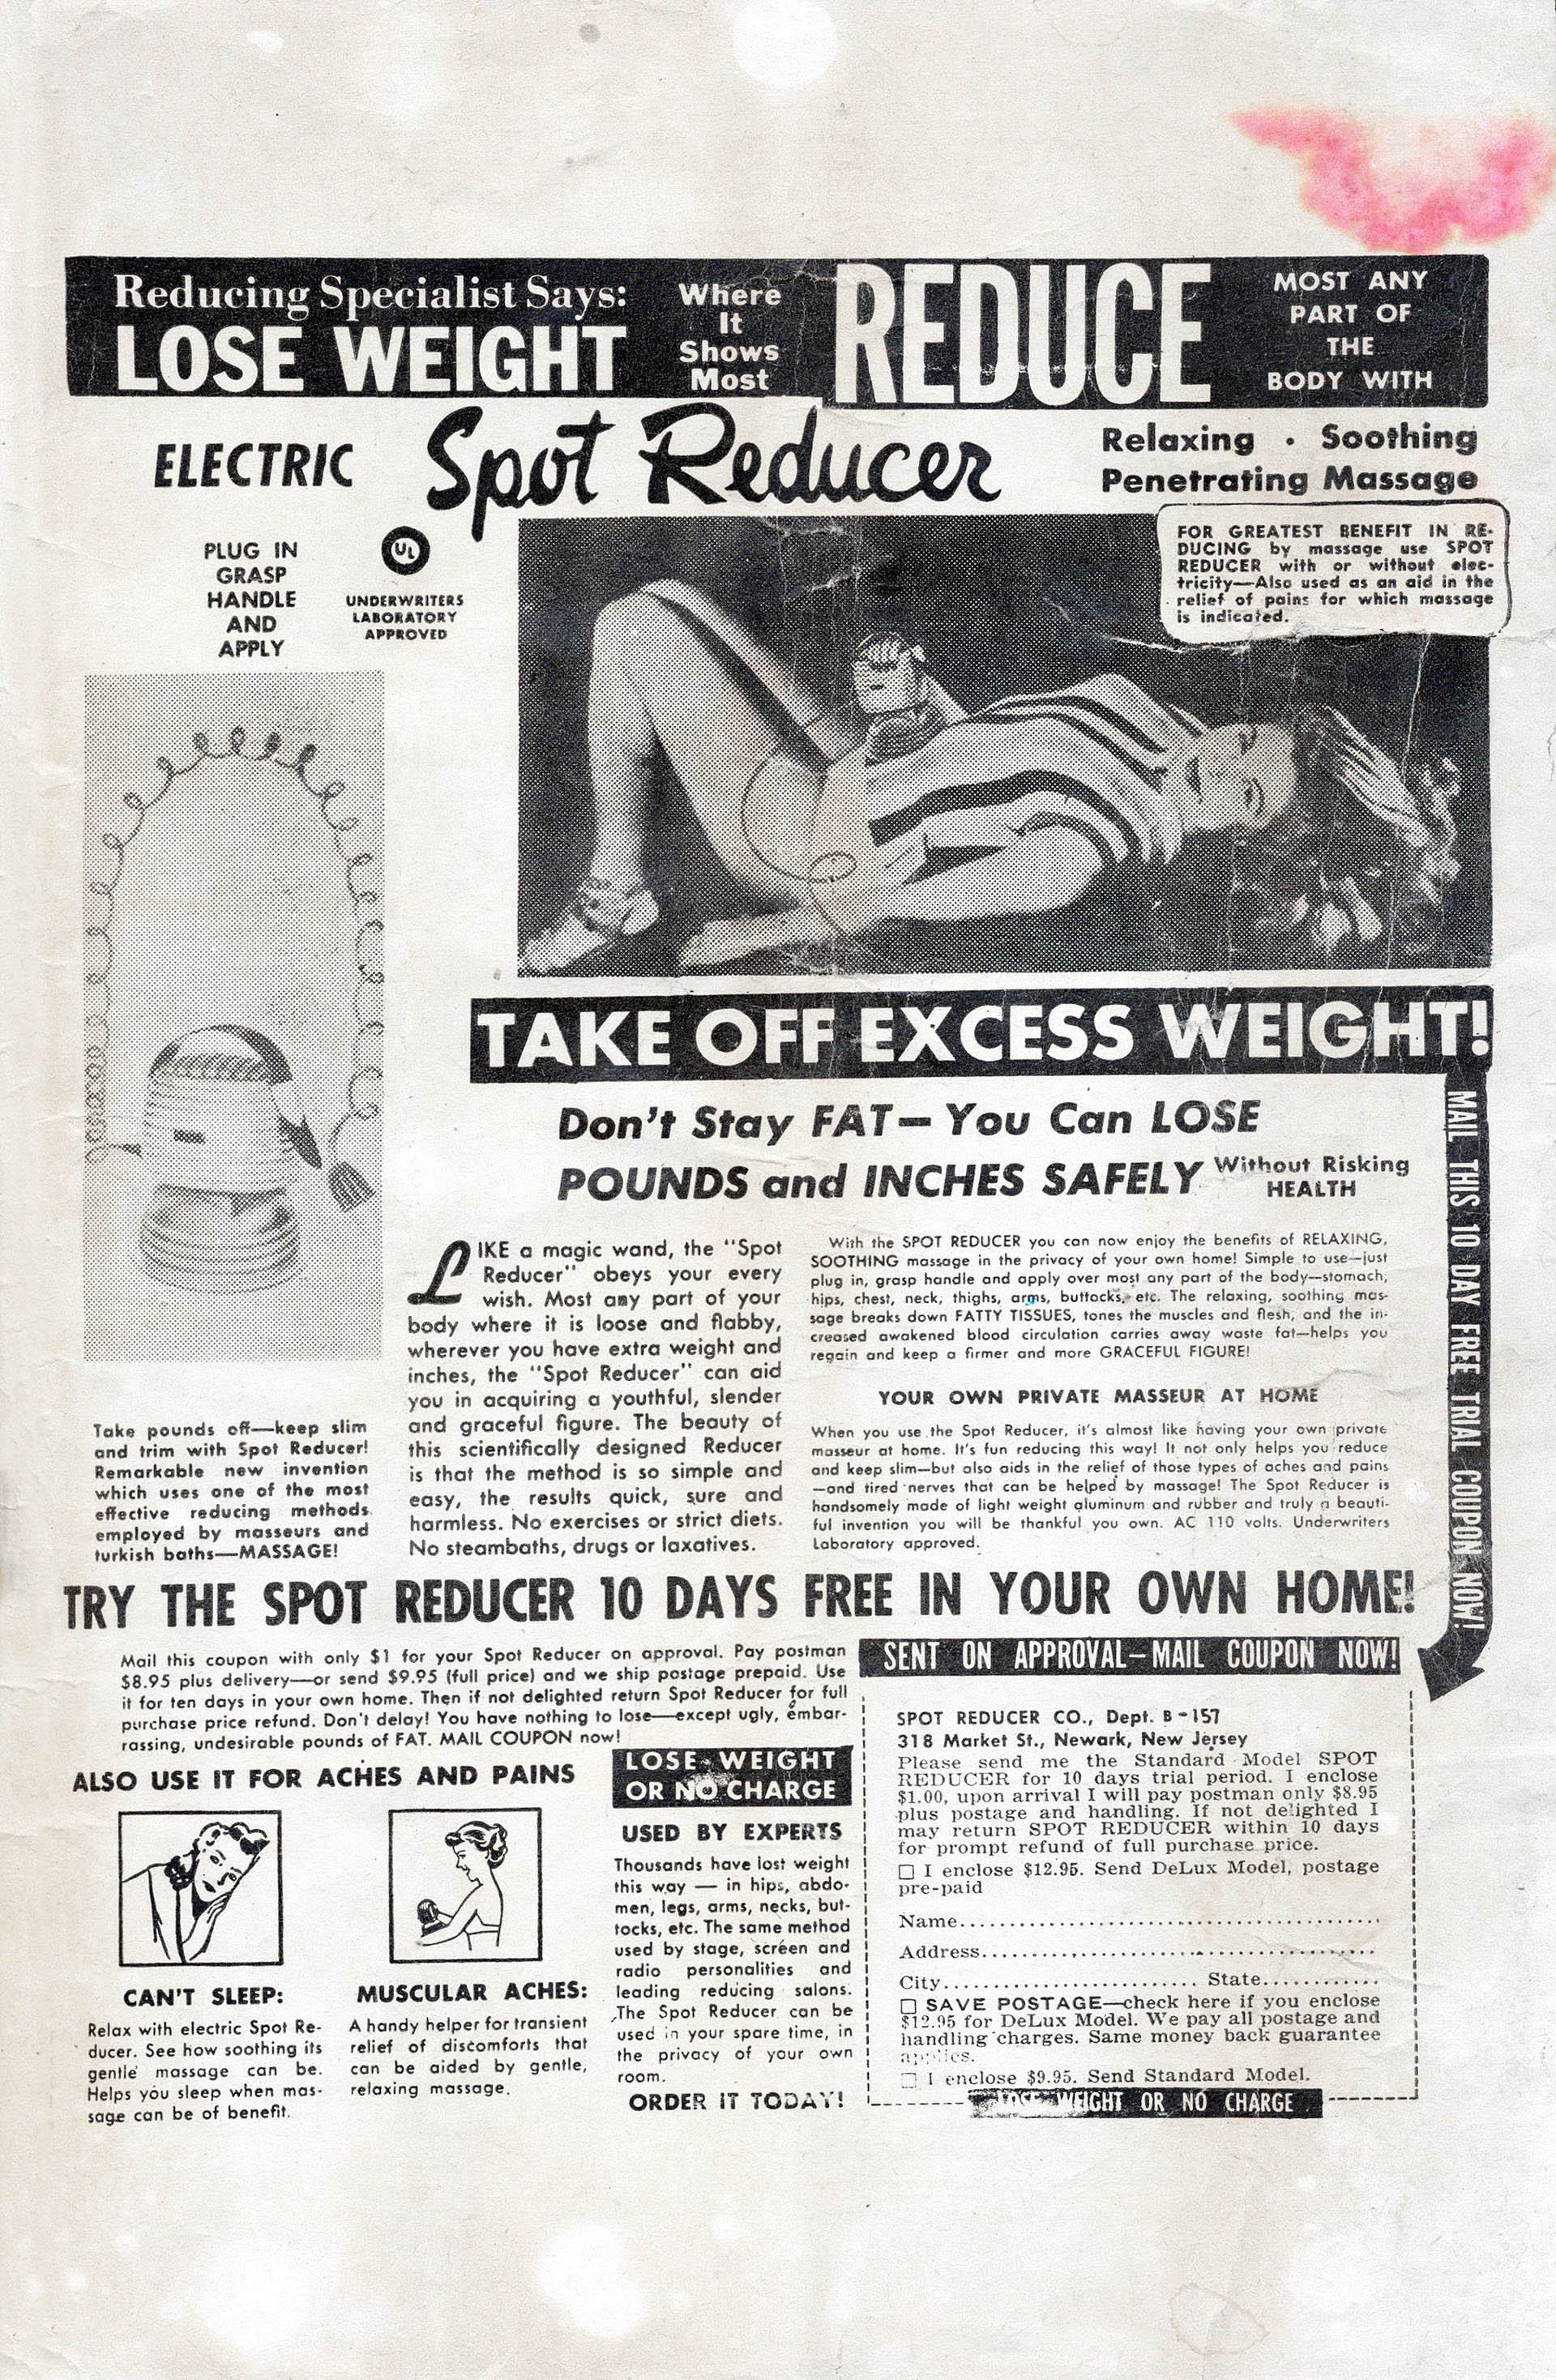 Reducing Specialist Says:
LOSE WEIGHT
Where
It
Shows
Most
REDUCE
MOST ANY
PART OF
THE
BODY WITH
ELECTRIC
Spot Reducer
Relaxing · Soothing
Penetrating Massage
PLUG IN
GRASP
HANDLE
AND
APPLY
UL
UNDERWRITERS
LABORATORY
APPROVED
FOR GREATEST BENEFIT IN RE-
DUCING by massage use SPOT
REDUCER with or without elec-
tricity—Also used as an aid in the
relief of pains for which massage
is indicated.
TAKE OFF EXCESS WEIGHT!
Don't Stay FAT— You Can LOSE
POUNDS and INCHES SAFELY Without Risking
HEALTH
MAIL THIS 10 DAY FREE TRIAL COUPON NOW!
LIKE a magic wand, the "Spot
Reducer" obeys your every
wish. Most any part of your
body where it is loose and flabby,
wherever you have extra weight and
inches, the "Spot Reducer" can aid
you in acquiring a youthful, slender
and graceful figure. The beauty of
this scientifically designed Reducer
is that the method is so simple and
easy, the results quick, sure and
harmless. No exercises or strict diets.
No steambaths, drugs or laxatives.
With the SPOT REDUCER you can now enjoy the benefits of RELAXING,
SOOTHING massage in the privacy of your own home! Simple to use—just
plug in, grasp handle and apply over most any part of the body—stomach,
hips, chest, neck, thighs, arms, buttocks, etc. The relaxing, soothing mas-
sage breaks down FATTY TISSUES, tones the muscles and flesh, and the in-
creased awakened blood circulation carries away waste fat—helps you
regain and keep a firmer and more GRACEFUL FIGURE!
YOUR OWN PRIVATE MASSEUR AT HOME
When you use the Spot Reducer, it's almost like having your own private
masseur at home. It's fun reducing this way! It not only helps you reduce
and keep slim—but also aids in the relief of those types of aches and pains
—and tired nerves that can be helped by massage! The Spot Reducer is
handsomely made of light weight aluminum and rubber and truly a beauti-
ful invention you will be thankful you own. AC 110 volts. Underwriters
Laboratory approved.
Take pounds off—keep slim
and trim with Spot Reducer!
Remarkable new invention
which uses one of the most
effective reducing methods
employed by masseurs and
turkish baths—MASSAGE!
TRY THE SPOT REDUCER 10 DAYS FREE IN YOUR OWN HOME!
Mail this coupon with only $1 for your Spot Reducer on approval. Pay postman
$8.95 plus delivery—or send $9.95 (full price) and we ship postage prepaid. Use
it for ten days in your own home. Then if not delighted return Spot Reducer for full
purchase price refund. Don't delay! You have nothing to lose—except ugly, embar-
rassing, undesirable pounds of FAT. MAIL COUPON now!
ALSO USE IT FOR ACHES AND PAINS
CAN'T SLEEP:
Relax with electric Spot Re-
ducer. See how soothing its
gentle massage can be.
Helps you sleep when mas-
sage can be of benefit.
MUSCULAR ACHES:
A handy helper for transient
relief of discomforts that
can be aided by gentle,
relaxing massage.
LOSE WEIGHT
OR NO CHARGE
USED BY EXPERTS
Thousands have lost weight
this way — in hips, abdo-
men, legs, arms, necks, but-
tocks, etc. The same method
used by stage, screen and
radio personalities and
leading reducing salons.
The Spot Reducer can be
used in your spare time, in
the privacy of your own
room.
ORDER IT TODAY!
SENT ON APPROVAL—MAIL COUPON NOW!
SPOT REDUCER CO., Dept. B-157
318 Market St., Newark, New Jersey
Please send me the Standard Model SPOT
REDUCER for 10 days trial period. I enclose
$1.00, upon arrival I will pay postman only $8.95
plus postage and handling. If not delighted I
may return SPOT REDUCER within 10 days
for prompt refund of full purchase price.
□ I enclose $12.95. Send DeLux Model, postage
pre-paid
Name
Address
City State
□ SAVE POSTAGE—check here if you enclose
$12.95 for DeLux Model. We pay all postage and
handling charges. Same money back guarantee
applies.
□ I enclose $9.95. Send Standard Model.
LOSE WEIGHT OR NO CHARGE